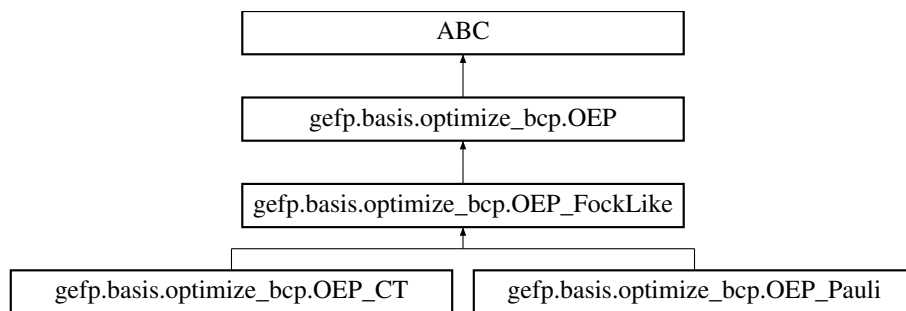 ABC
gefp.basis.optimize_bcp.OEP
gefp.basis.optimize_bcp.OEP_FockLike
gefp.basis.optimize_bcp.OEP_CT
gefp.basis.optimize_bcp.OEP_Pauli